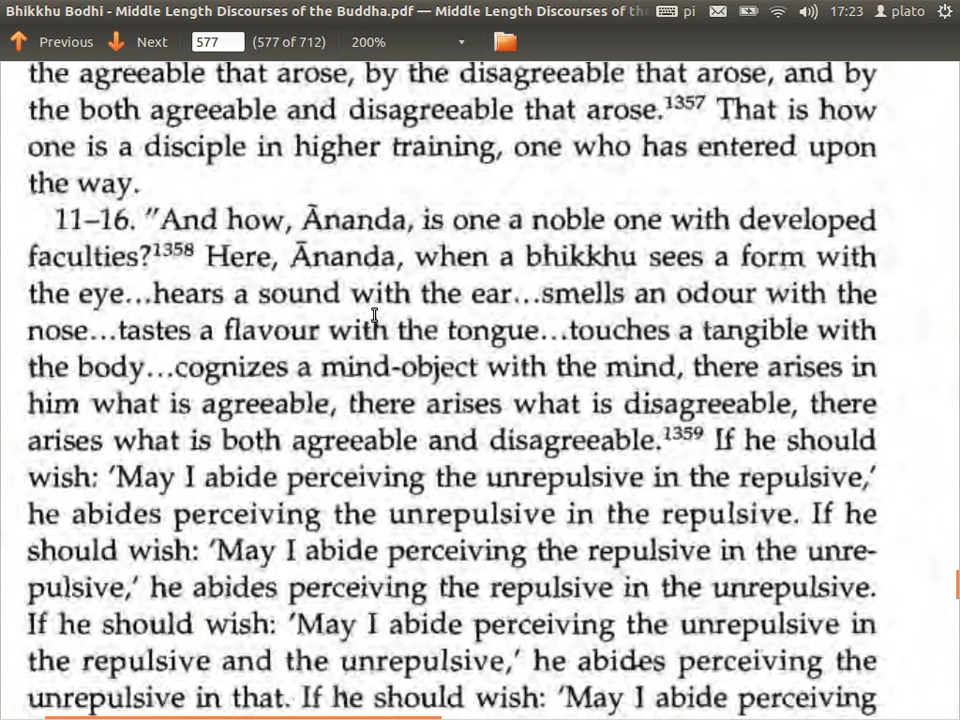 Bhikkhu Bodhi - Middle Length Discourses of the Buddha.pdf — Middle Length Discourses of the pi 17:23 plato
Previous Next 577 (577 of 712) 200%
the agreeable that arose, by the disagreeable that arose, and by
the both agreeable and disagreeable that arose.1357 That is how
one is a disciple in higher training, one who has entered upon
the way.
11–16. "And how, Ānanda, is one a noble one with developed
faculties?1358 Here, Ānanda, when a bhikkhu sees a form with
the eye…hears a sound with the ear…smells an odour with the
nose…tastes a flavour with the tongue…touches a tangible with
the body…cognizes a mind-object with the mind, there arises in
him what is agreeable, there arises what is disagreeable, there
arises what is both agreeable and disagreeable.1359 If he should
wish: ‘May I abide perceiving the unrepulsive in the repulsive,’
he abides perceiving the unrepulsive in the repulsive. If he
should wish: ‘May I abide perceiving the repulsive in the unre-
pulsive,’ he abides perceiving the repulsive in the unrepulsive.
If he should wish: ‘May I abide perceiving the unrepulsive in
the repulsive and the unrepulsive,’ he abides perceiving the
unrepulsive in that. If he should wish: ‘May I abide perceiving